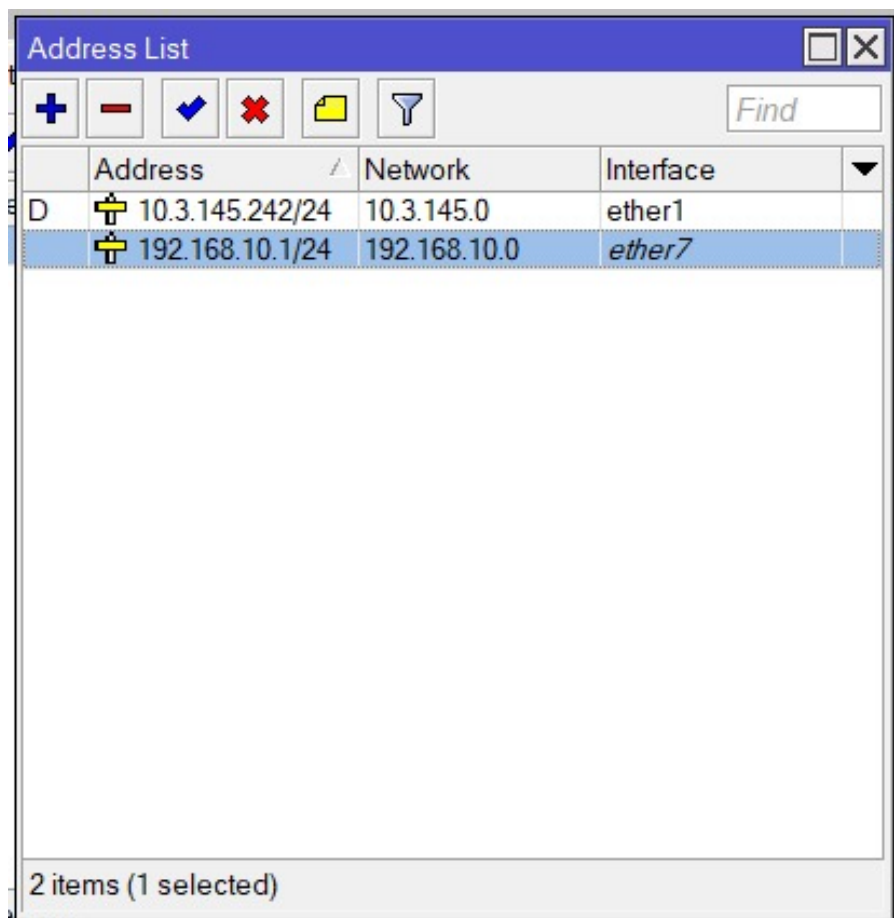 Address List
Find
Address Network Interface
D 10.3.145.242/24 10.3.145.0 ether1
192.168.10.1/24 192.168.10.0 ether7
2 items (1 selected)